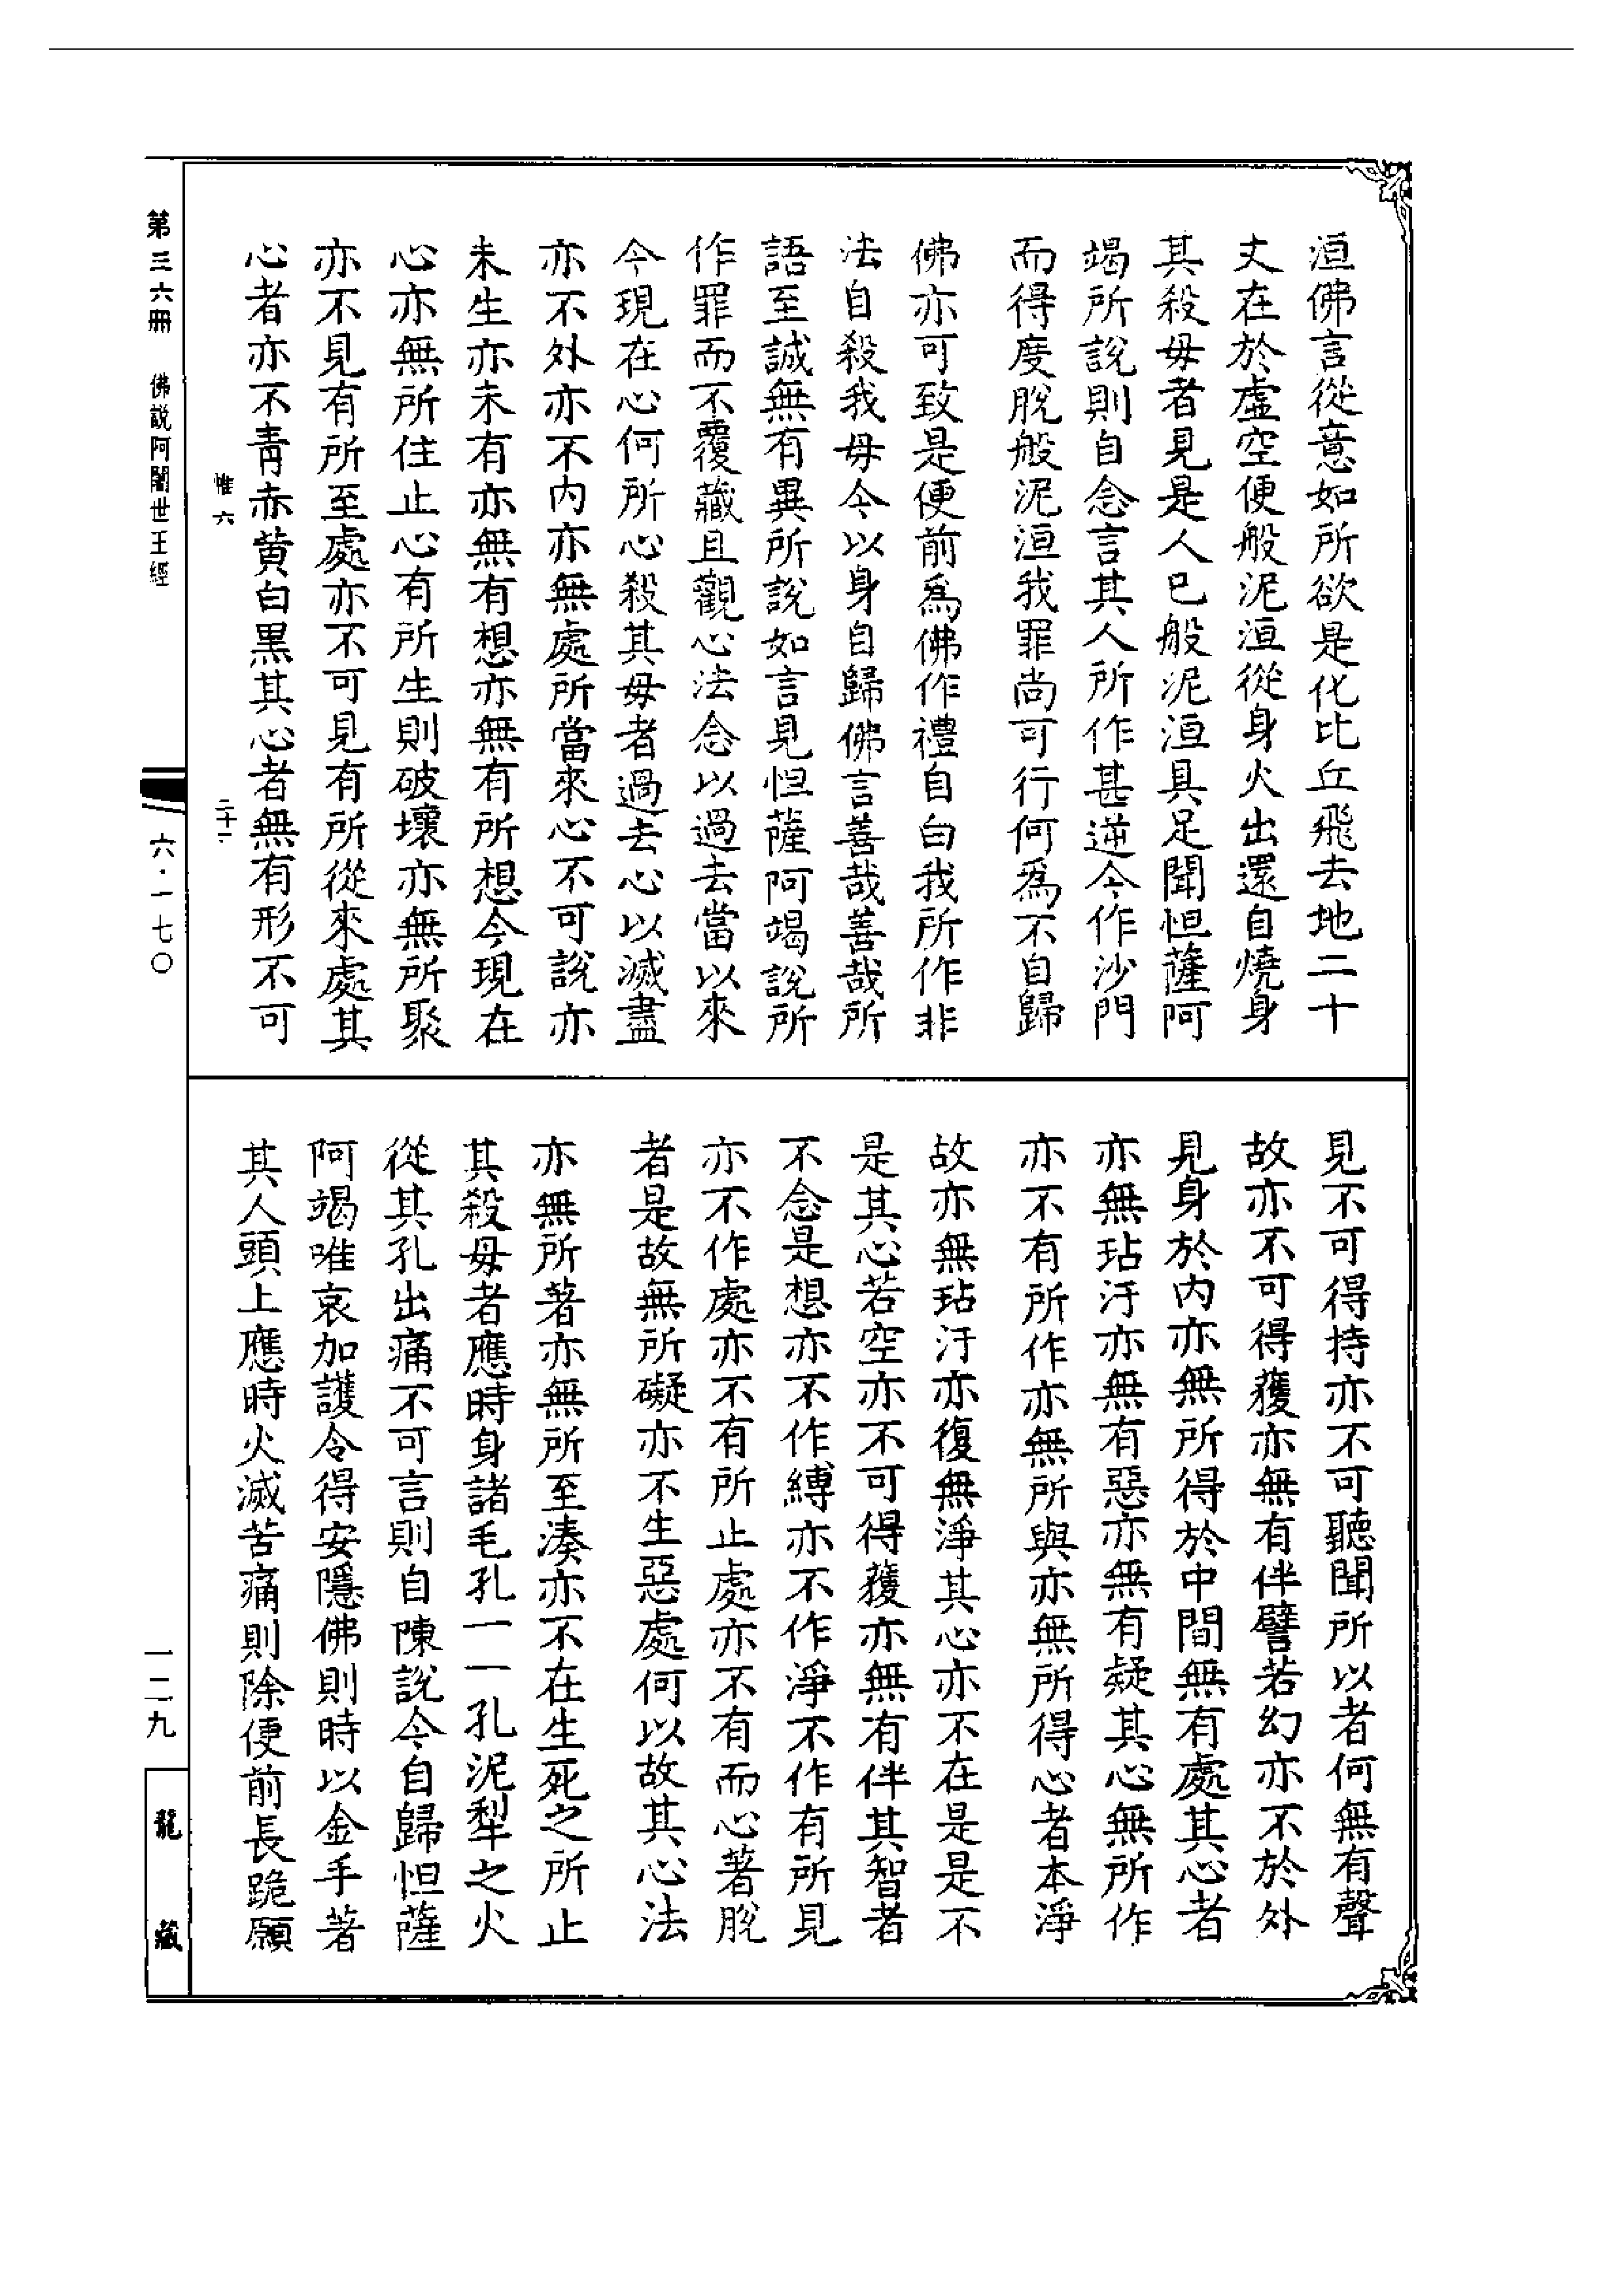 洹佛言從意如所欲是化比丘飛去地二十
丈在於虛空便般泥洹從身火出還自燒身
其殺毋者見是人已般泥洹具足聞怛薩阿
竭所說則自念言其人所作甚逆今作沙門
而得度脫般泥洹我罪尚可行何爲不自歸
佛亦可致是便前爲佛作禮自白我所作非
法自殺我毋今以身自歸佛言善哉善哉所
語至誠無有異所說如言見怛薩阿竭說所
作罪而不覆藏且觀心法念以過去當以來
今現在心何所心殺其毋者過去心以滅盡
亦不外亦不内亦無處所當來心不可說亦
未生亦未有亦無有想亦無有所想今現在
心亦無所住止心有所生則破壞亦無所聚
亦不見有所至處亦不可見有所從來處其
心者亦不青赤黄白黒其心者無有形不可
見不可得持亦不可聽聞所以者何無有聲
故亦不可得獲亦無有伴譬若幻亦不於外
見身於内亦無所得於中間無有處其心者
亦無玷汙亦無有惡亦無有疑其心無所作
亦不有所作亦無所與亦無所得心者本淨
故亦無玷汙亦復無淨其心亦不在是是不
是其心若空亦不可得獲亦無有伴其智者
不念是想亦不作縛亦不作淨不作有所見
亦不作處亦不有所止處亦不有而心著脫
者是故無所礙亦不生惡處何以故其心法
亦無所著亦無所至湊亦不在生死之所止
其殺毋者應時身諸毛孔一一孔泥犁之火
從其孔出痛不可言則自陳說今自歸怛薩
阿竭唯哀加護令得安隱佛則時以金手著
其人頭上應時火滅苦痛則除便前長跪願
惟六 二十一
第三六冊 佛說阿闍世王經 六·一七〇 一二九
龍藏